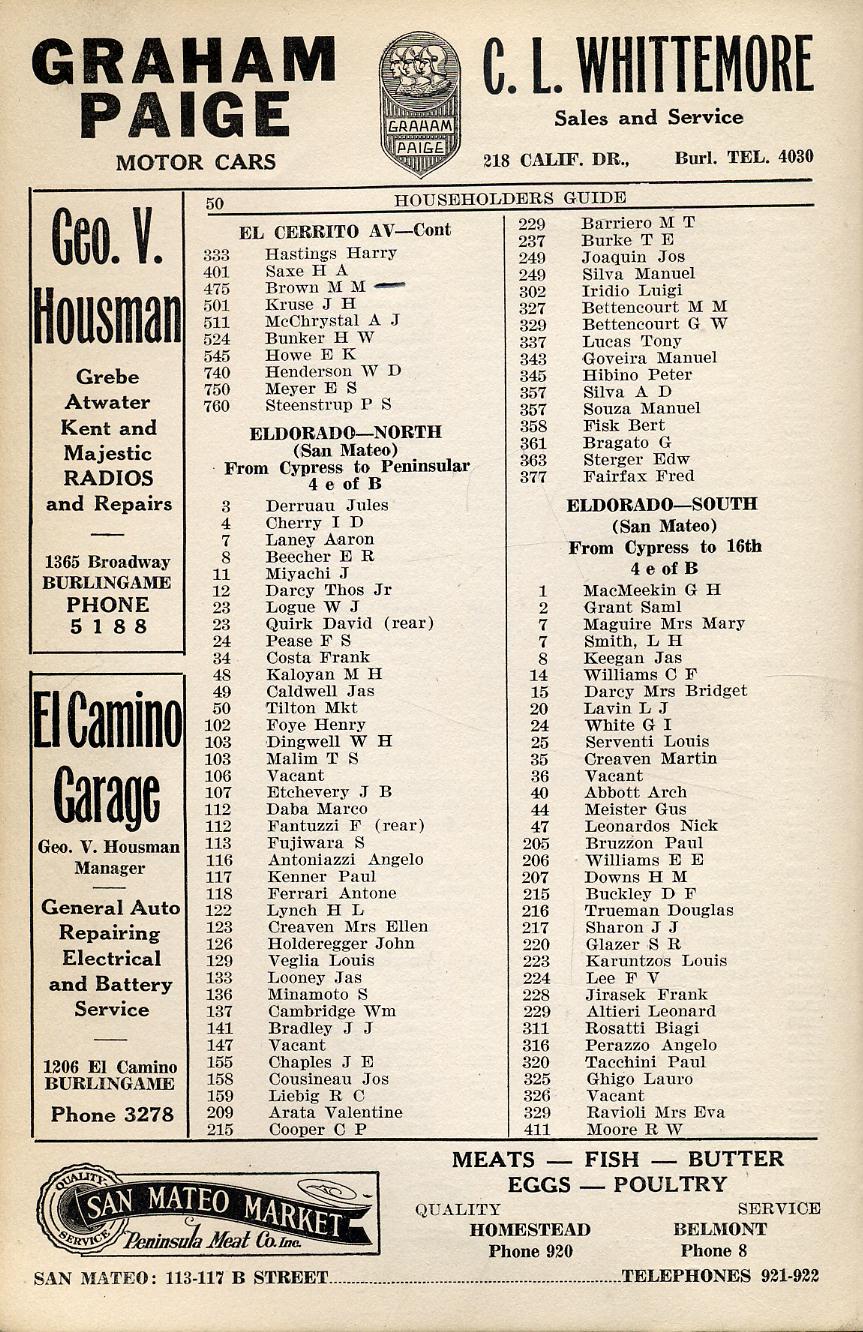 GRAHAM
PAIGE
MOTOR CARS
GRAHAM
PAIGE
C. L. WHITTEMORE
Sales and Service
218 CALIF. DR., Burl. TEL. 4030
Geo. V.
Housman
Grebe
Atwater
Kent and
Majestic
RADIOS
and Repairs
1365 Broadway
BURLINGAME
PHONE
5 1 8 8
El Camino
Garage
Geo. V. Housman
Manager
General Auto
Repairing
Electrical
and Battery
Service
1206 El Camino
BURLINGAME
Phone 3278
50 HOUSEHOLDERS GUIDE
EL CERRITO AV—Cont
333 Hastings Harry
401 Saxe H A
475 Brown M M
501 Kruse J H
511 McChrystal A J
524 Bunker H W
545 Howe E K
740 Henderson W D
750 Meyer E S
760 Steenstrup P S
ELDORADO—NORTH
(San Mateo)
From Cypress to Peninsular
4 e of B
3 Derruau Jules
4 Cherry I D
7 Laney Aaron
8 Beecher E R
11 Miyachi J
12 Darcy Thos Jr
23 Logue W J
23 Quirk David (rear)
24 Pease F S
34 Costa Frank
48 Kaloyan M H
49 Caldwell Jas
50 Tilton Mkt
102 Foye Henry
103 Dingwell W H
103 Malim T S
106 Vacant
107 Etchevery J B
112 Daba Marco
112 Fantuzzi F (rear)
113 Fujiwara S
116 Antoniazzi Angelo
117 Kenner Paul
118 Ferrari Antone
122 Lynch H L
123 Creaven Mrs Ellen
126 Holderegger John
129 Veglia Louis
133 Looney Jas
136 Minamoto S
137 Cambridge Wm
141 Bradley J J
147 Vacant
155 Chaples J E
158 Cousineau Jos
159 Liebig R C
209 Arata Valentine
215 Cooper C P
229 Barriero M T
237 Burke T E
249 Joaquin Jos
249 Silva Manuel
302 Iridio Luigi
327 Bettencourt M M
329 Bettencourt G W
337 Lucas Tony
343 Goveira Manuel
345 Hibino Peter
357 Silva A D
357 Souza Manuel
358 Fisk Bert
361 Bragato G
363 Sterger Edw
377 Fairfax Fred
ELDORADO—SOUTH
(San Mateo)
From Cypress to 16th
4 e of B
1 MacMeekin G H
2 Grant Saml
7 Maguire Mrs Mary
7 Smith, L H
8 Keegan Jas
14 Williams C F
15 Darcy Mrs Bridget
20 Lavin L J
24 White G I
25 Serventi Louis
35 Creaven Martin
36 Vacant
40 Abbott Arch
44 Meister Gus
47 Leonardos Nick
205 Bruzzon Paul
206 Williams E E
207 Downs H M
215 Buckley D F
216 Trueman Douglas
217 Sharon J J
220 Glazer S R
223 Karuntzos Louis
224 Lee F V
228 Jirasek Frank
229 Altieri Leonard
311 Rosatti Biagi
316 Perazzo Angelo
320 Tacchini Paul
325 Ghigo Lauro
326 Vacant
329 Ravioli Mrs Eva
411 Moore R W
QUALITY
SERVICE
SAN MATEO MARKET
Peninsula Meat Co. Inc.
MEATS — FISH — BUTTER
EGGS — POULTRY
QUALITY SERVICE
HOMESTEAD BELMONT
Phone 920 Phone 8
SAN MATEO: 113-117 B STREET........TELEPHONES 921-922